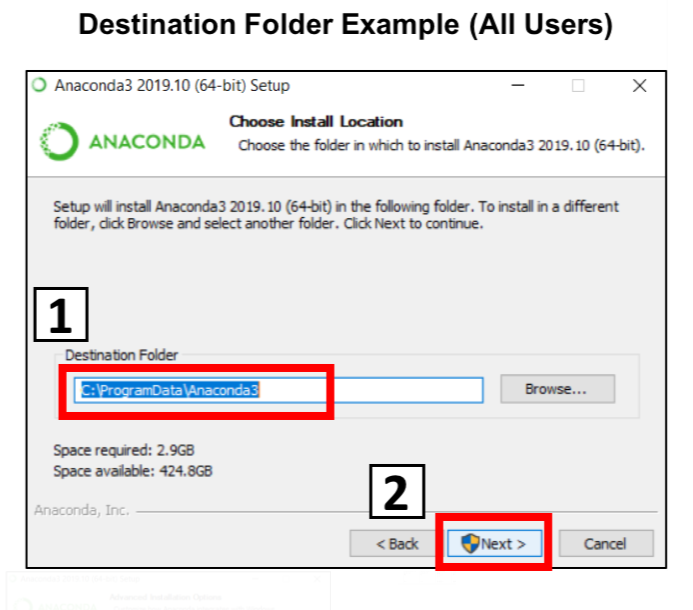 Destination Folder Example (All Users)
Anaconda3 2019.10 (64-bit) Setup
ANACONDA
Choose Install Location
Choose the folder in which to install Anaconda3 2019.10 (64-bit).
Setup will install Anaconda3 2019.10 (64-bit) in the following folder. To install in a different
folder, click Browse and select another folder. Click Next to continue.
1
Destination Folder
C:\ProgramData\Anaconda3
Browse...
Space required: 2.9GB
Space available: 424.8GB
2
Anaconda, Inc.
< Back
Next >
Cancel